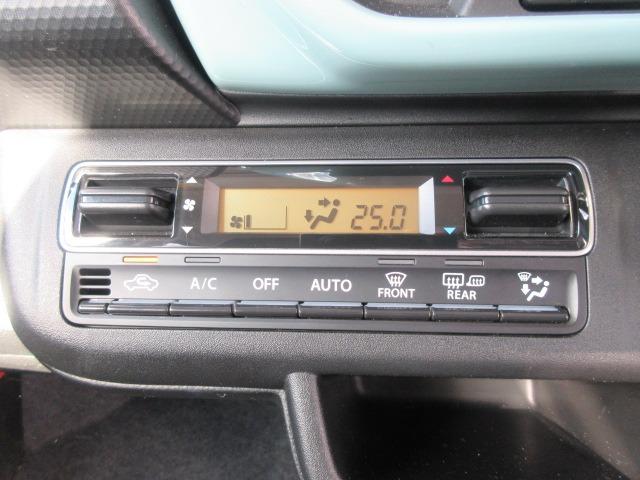 25.0
A/C OFF AUTO FRONT REAR